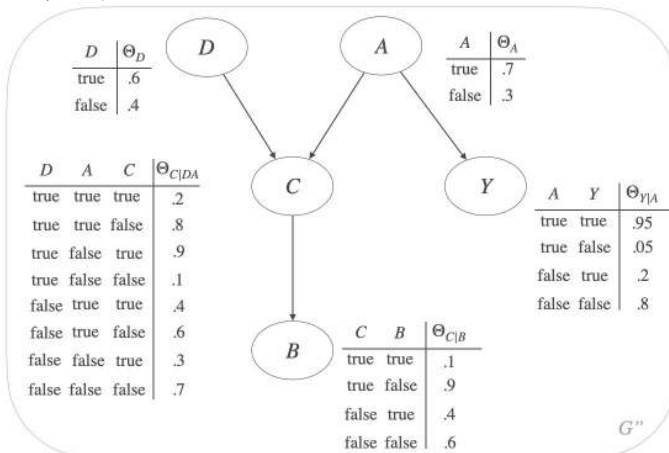 D Θ_D
true .6
false .4
D
A
A Θ_A
true .7
false .3
D A C Θ_C|DA
true true true .2
true true false .8
true false true .9
true false false .1
false true true .4
false true false .6
false false true .3
false false false .7
C
Y
A Y Θ_Y|A
true true .95
true false .05
false true .2
false false .8
B
C B Θ_C|B
true true .1
true false .9
false true .4
false false .6
G”